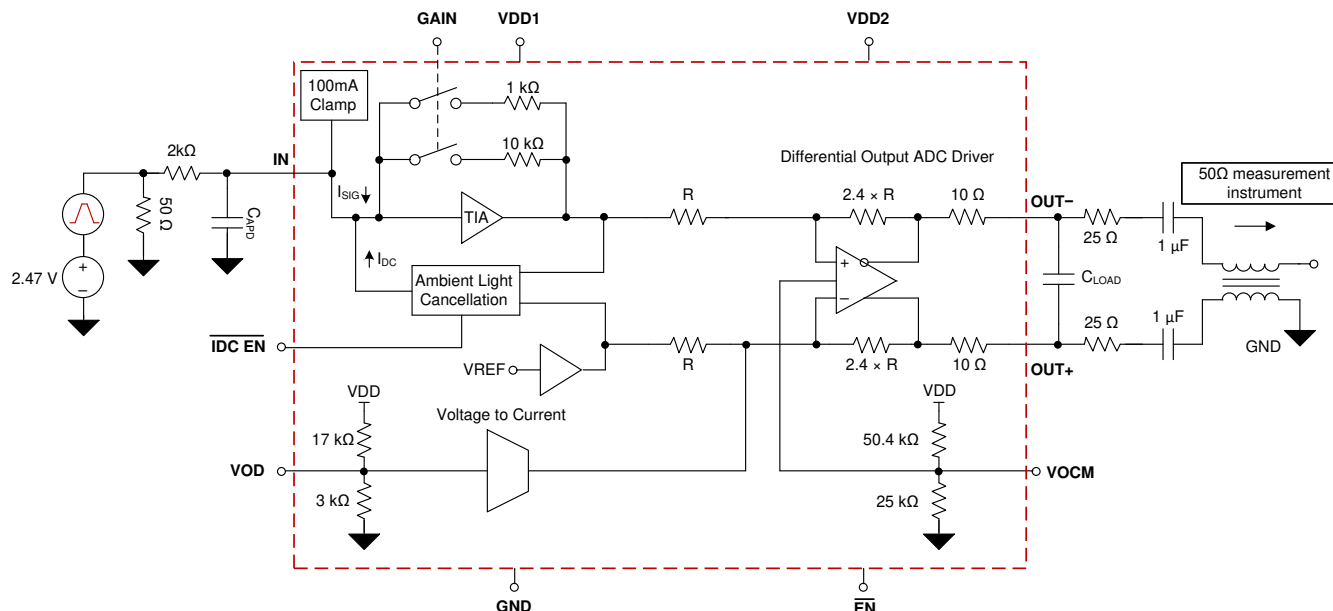 GAIN
VDD1
VDD2
100mA
Clamp
1 kΩ
10 kΩ
2kΩ
IN
50 Ω
CAPD
2.47 V
ISIG
IDC
TIA
Ambient Light
Cancellation
IDC EN
VREF
Differential Output ADC Driver
R
2.4 × R
10 Ω
OUT−
+
−
R
2.4 × R
10 Ω
OUT+
25 Ω
1 µF
CLOAD
25 Ω
1 µF
50Ω measurement
instrument
GND
VDD
17 kΩ
3 kΩ
VOD
Voltage to Current
VDD
50.4 kΩ
25 kΩ
VOCM
GND
EN